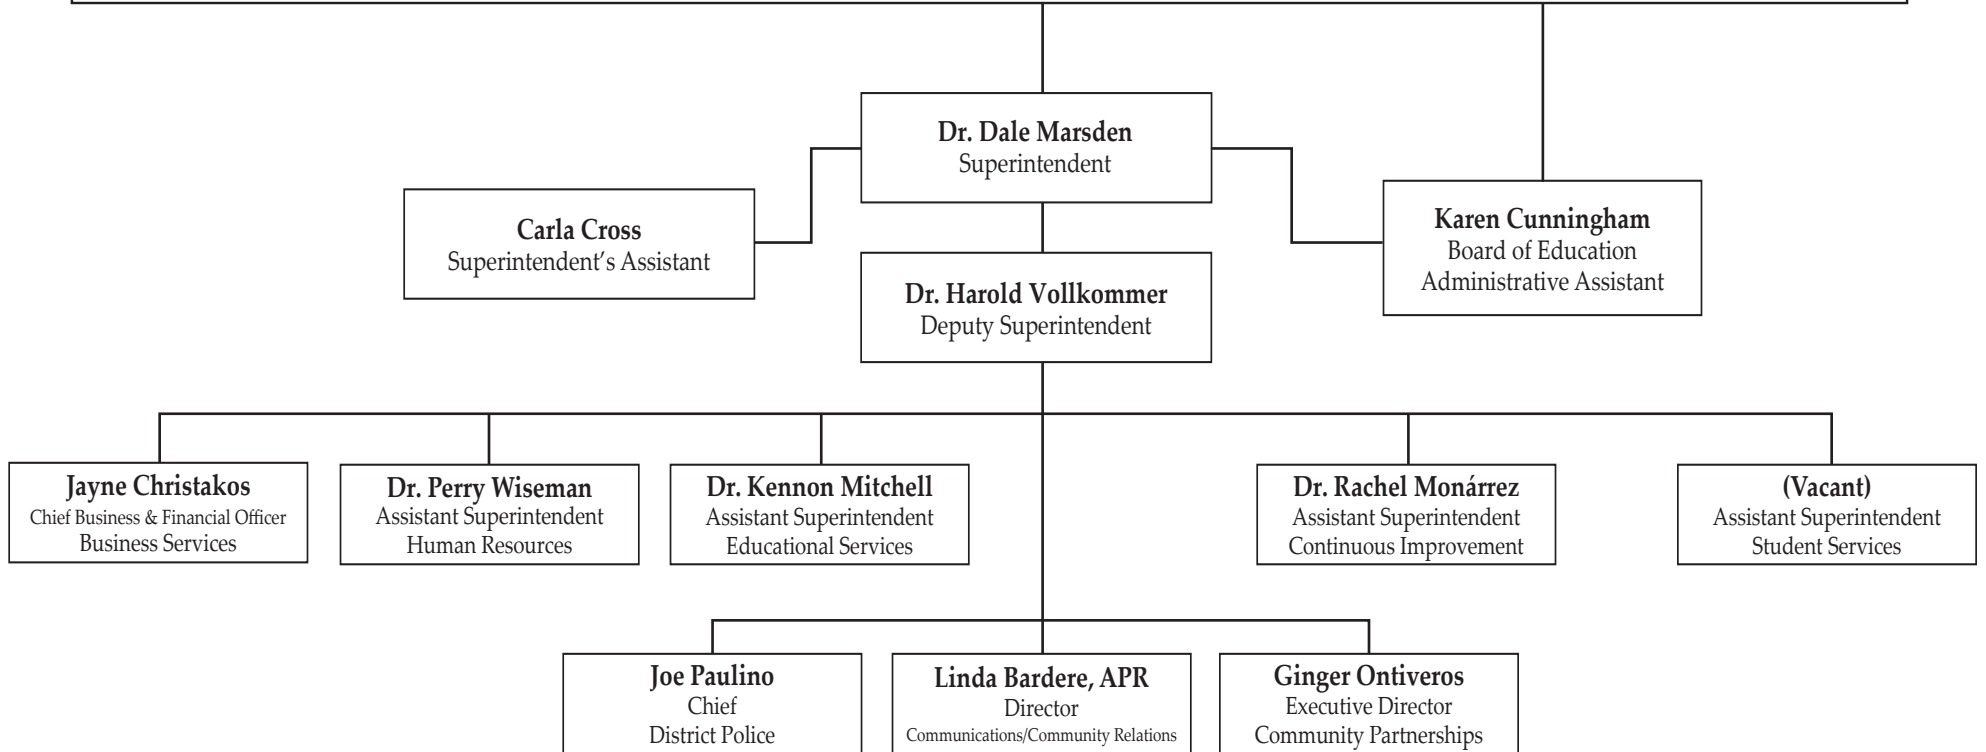 Dr. Dale Marsden
Superintendent
Carla Cross
Superintendent's Assistant
Karen Cunningham
Board of Education
Administrative Assistant
Dr. Harold Vollkommer
Deputy Superintendent
Jayne Christakos
Chief Business & Financial Officer
Business Services
Dr. Perry Wiseman
Assistant Superintendent
Human Resources
Dr. Kennon Mitchell
Assistant Superintendent
Educational Services
Dr. Rachel Monárrez
Assistant Superintendent
Continuous Improvement
(Vacant)
Assistant Superintendent
Student Services
Joe Paulino
Chief
District Police
Linda Bardere, APR
Director
Communications/Community Relations
Ginger Ontiveros
Executive Director
Community Partnerships